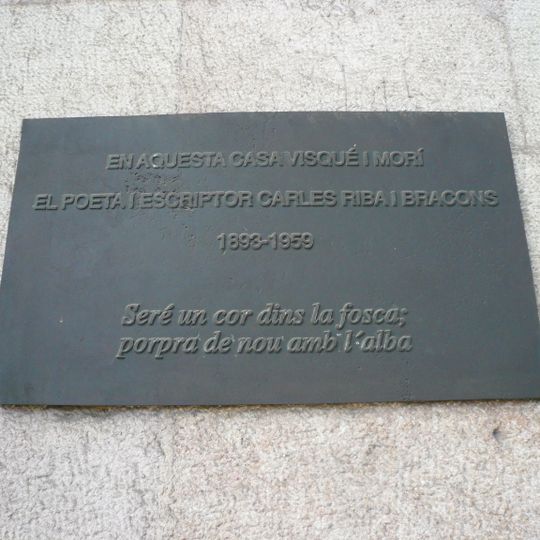 EN AQUESTA CASA VISQUÉ I MORÍ
EL POETA I ESCRIPTOR CARLES RIBA I BRACONS
1893-1959
Seré un cor dins la fosca;
porpra de nou amb l´alba